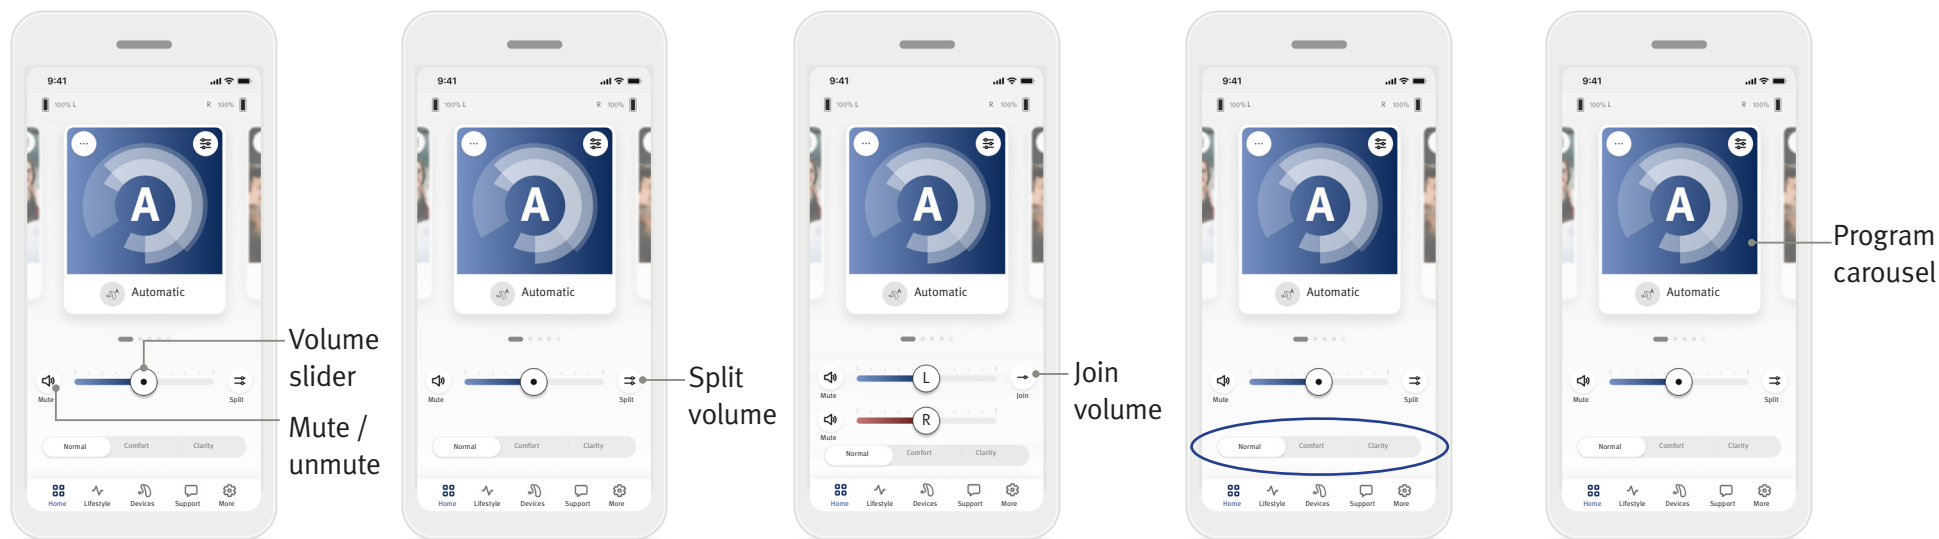 9:41
100% L
R 100%
A
Automatic
Mute
Split
Normal Comfort Clarity
Home Lifestyle Devices Support More
Volume
slider
Mute /
unmute
9:41
100% L
R 100%
A
Automatic
Mute
Split
Normal Comfort Clarity
Home Lifestyle Devices Support More
Split
volume
9:41
100% L
R 100%
A
Automatic
L
Mute
Join
R
Mute
Normal Comfort Clarity
Home Lifestyle Devices Support More
Join
volume
9:41
100% L
R 100%
A
Automatic
Mute
Split
Normal Comfort Clarity
Home Lifestyle Devices Support More
9:41
100% L
R 100%
A
Automatic
Mute
Split
Normal Comfort Clarity
Home Lifestyle Devices Support More
Program
carousel